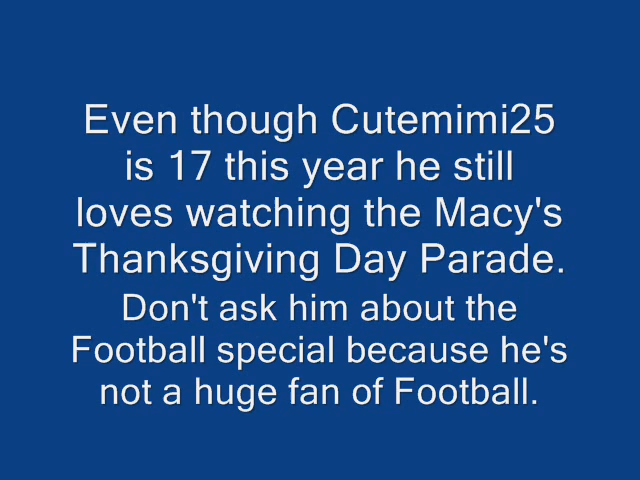 Even though Cutemimi25
is 17 this year he still
loves watching the Macy's
Thanksgiving Day Parade.
Don't ask him about the
Football special because he's
not a huge fan of Football.